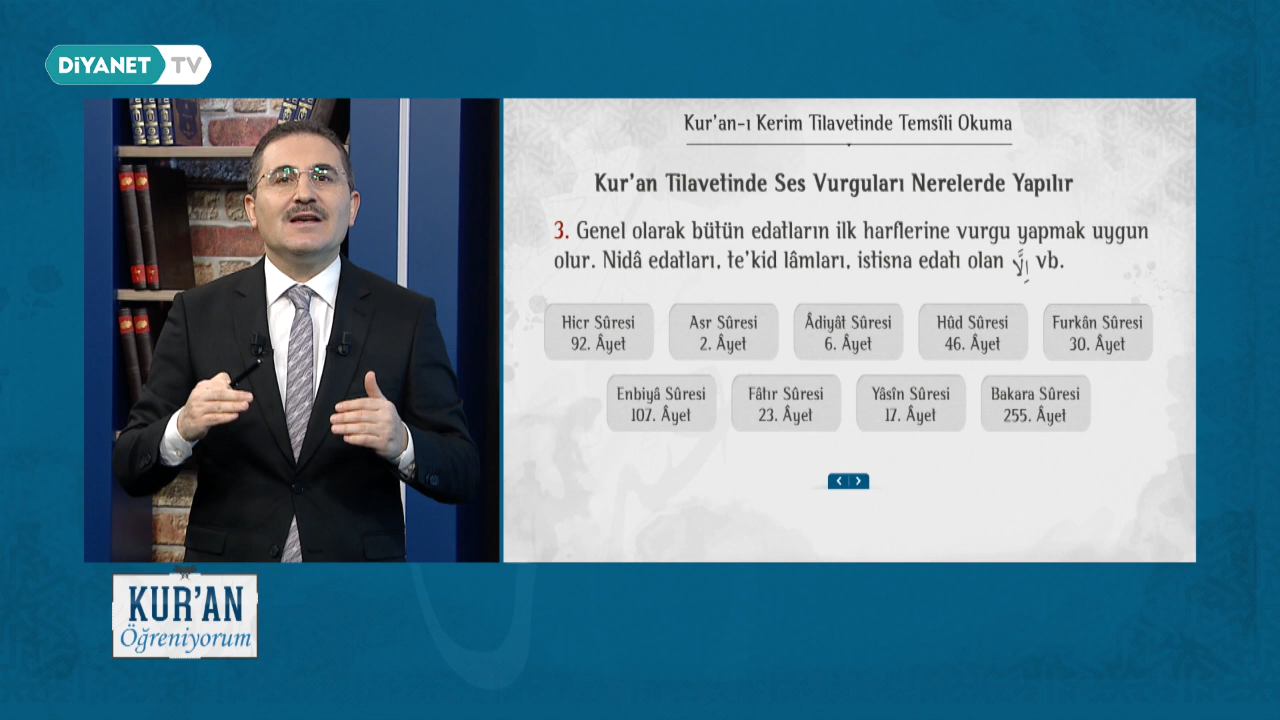 DİYANET TV
Kur'an-ı Kerim Tilavetinde Temsîli Okuma
Kur'an Tilavetinde Ses Vurguları Nerelerde Yapılır
3. Genel olarak bütün edatların ilk harflerine vurgu yapmak uygun
olur. Nidâ edatları, te'kid lâmları, istisna edatı olan اِلَّا vb.
Hicr Sûresi
92. Âyet
Asr Sûresi
2. Âyet
Âdiyât Sûresi
6. Âyet
Hûd Sûresi
46. Âyet
Furkân Sûresi
30. Âyet
Enbiyâ Sûresi
107. Âyet
Fâtır Sûresi
23. Âyet
Yâsîn Sûresi
17. Âyet
Bakara Sûresi
255. Âyet
KUR'AN
Öğreniyorum